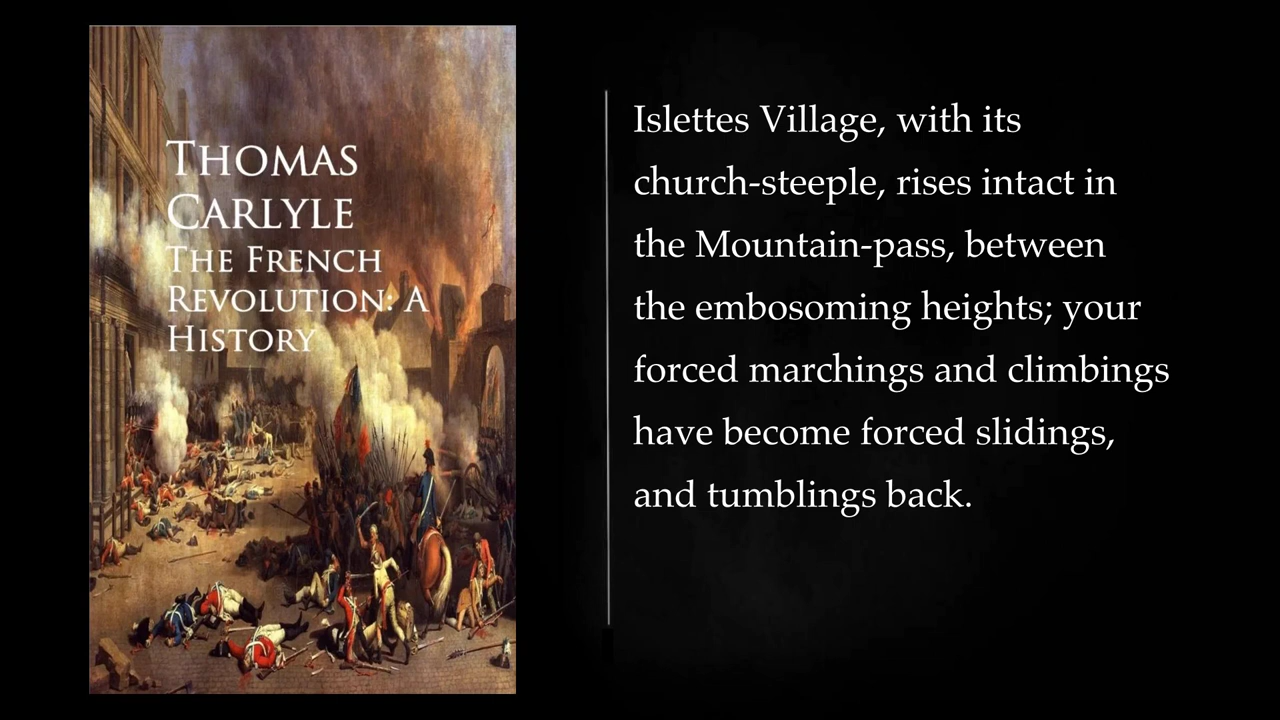 THOMAS
CARLYLE
THE FRENCH
REVOLUTION: A
HISTORY
Islettes Village, with its
church-steeple, rises intact in
the Mountain-pass, between
the embosoming heights; your
forced marchings and climbings
have become forced slidings,
and tumblings back.